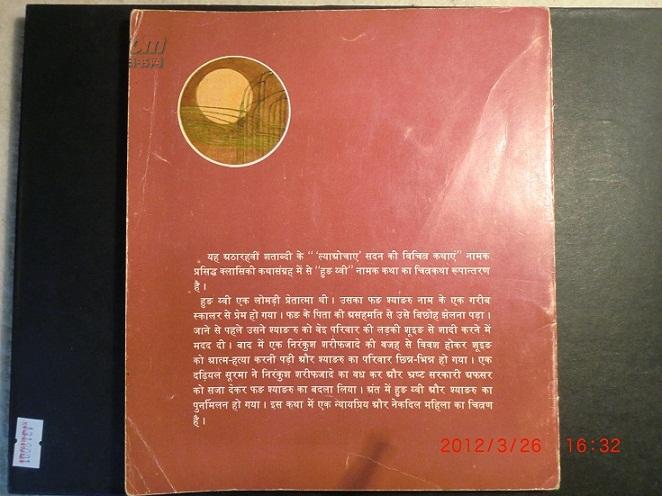 यह अठारहवीं शताब्दी के "'ल्याओचाए' सदन की विचित्र कथाएं" नामक
प्रसिद्ध क्लासिकी कथासंग्रह में से "हुङ य्वी" नामक कथा का चित्रकथा रूपान्तरण
है।
हुङ य्वी एक लोमड़ी प्रेतात्मा थी। उसका फङ श्याङरु नाम के एक गरीब
स्कालर से प्रेम हो गया। फङ के पिता की असहमति से उसे बिछोह झेलना पड़ा।
जाने से पहले उसने श्याङरु को वेइ परिवार की लड़की शूइङ से शादी करने में
मदद दी। बाद में एक निरंकुश शरीफजादे की वजह से विवश होकर शूइङ
को आत्म-हत्या करनी पड़ी और श्याङरु का परिवार छिन्न-भिन्न हो गया। एक
दढ़ियल सूरमा ने निरंकुश शरीफजादे का वध कर और भ्रष्ट सरकारी अफसर
को सजा देकर फङ श्याङरु का बदला लिया। अंत में हुङ य्वी और श्याङरु का
पुनर्मिलन हो गया। इस कथा में एक न्यायप्रिय और नेकदिल महिला का चित्रण
है।
2012/3/26 16:32